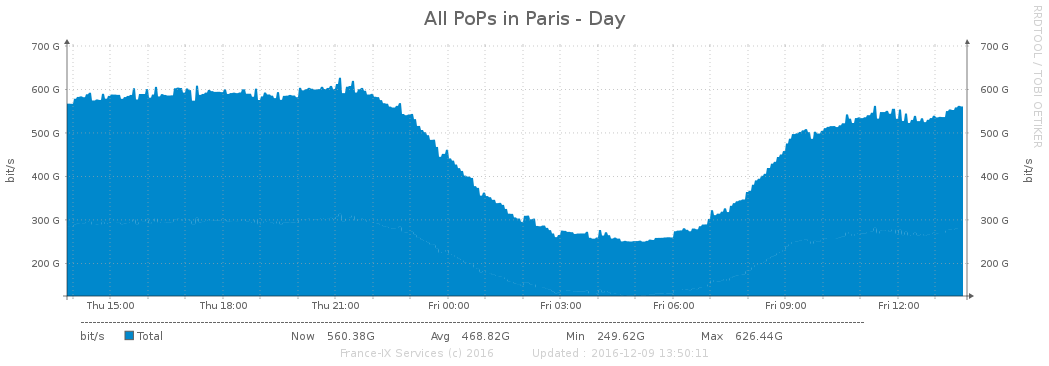 All PoPs in Paris - Day
RRDTOOL / TOBI OETIKER
700 G 700 G
600 G 600 G
500 G 500 G
400 G 400 G
300 G 300 G
200 G 200 G
bit/s bit/s
Thu 15:00 Thu 18:00 Thu 21:00 Fri 00:00 Fri 03:00 Fri 06:00 Fri 09:00 Fri 12:00
bit/s Total Now 560.38G Avg 468.82G Min 249.62G Max 626.44G
France-IX Services (c) 2016 Updated : 2016-12-09 13:50:11